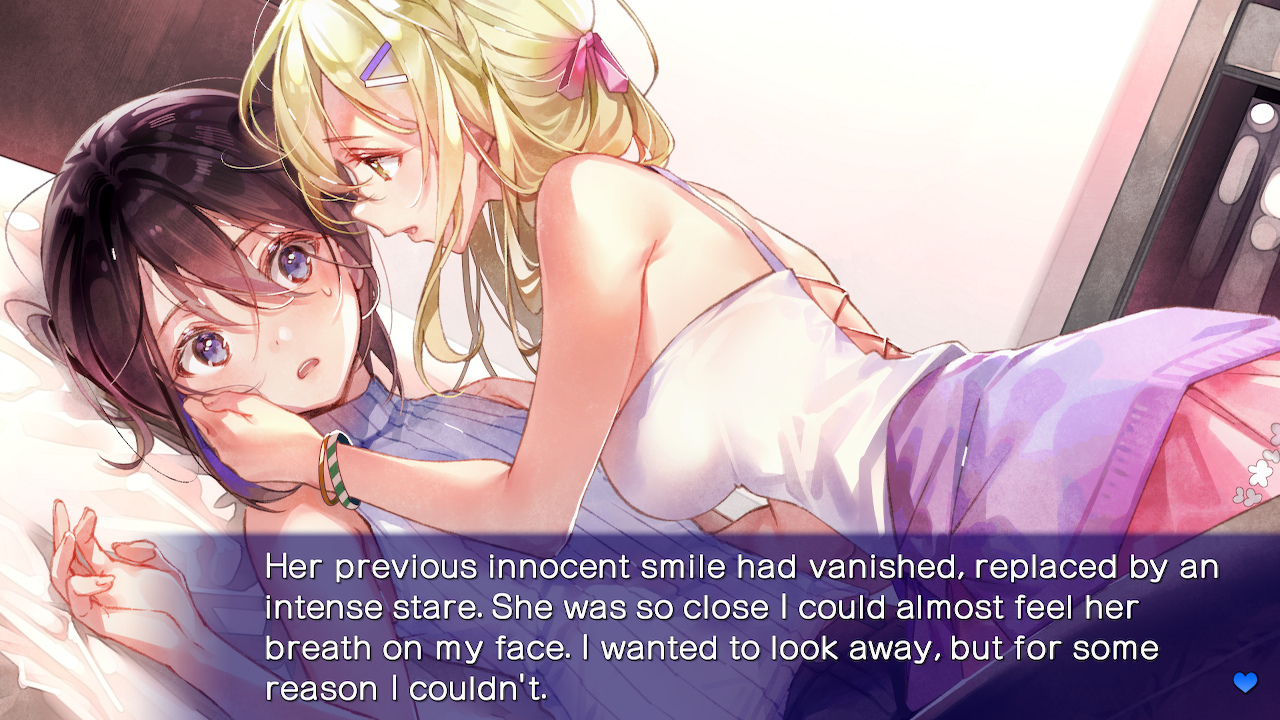 Her previous innocent smile had vanished, replaced by an
intense stare. She was so close I could almost feel her
breath on my face. I wanted to look away, but for some
reason I couldn't.